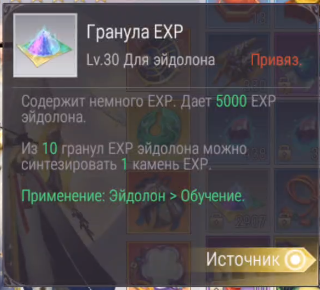 Гранула EXP
Lv.30 Для эйдолона Привяз.
Содержит немного EXP. Дает 5000 EXP
эйдолона.
Из 10 гранул EXP эйдолона можно
синтезировать 1 камень EXP.
Применение: Эйдолон > Обучение.
Источник